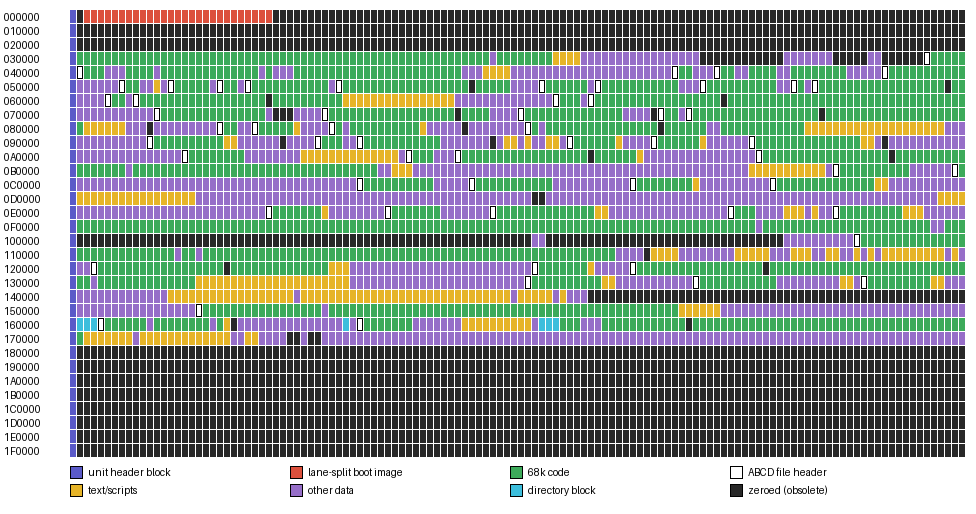 000000
010000
020000
030000
040000
050000
060000
070000
080000
090000
0A0000
0B0000
0C0000
0D0000
0E0000
0F0000
100000
110000
120000
130000
140000
150000
160000
170000
180000
190000
1A0000
1B0000
1C0000
1D0000
1E0000
1F0000
unit header block lane-split boot image 68k code ABCD file header
text/scripts other data directory block zeroed (obsolete)